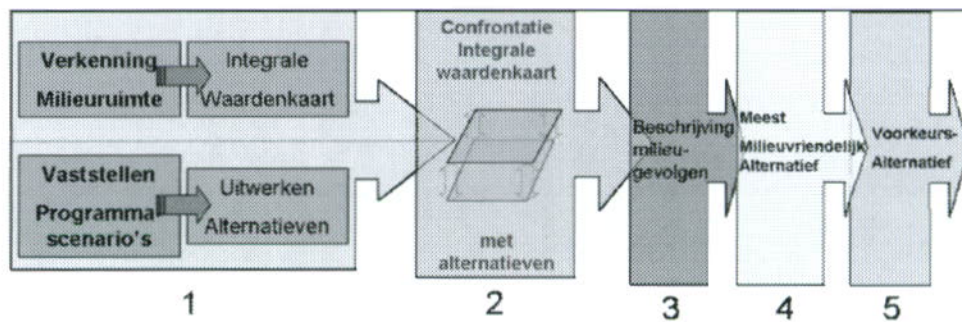 Verkenning
Milieuruimte
Integrale
Waardenkaart
Vaststellen
Programma
scenario's
Uitwerken
Alternatieven
Confrontatie
Integrale
waardenkaart
met
alternatieven
Beschrijving
milieu-
gevolgen
Meest
Milieuvriendelijk
Alternatief
Voorkeurs-
Alternatief
1
2
3
4
5